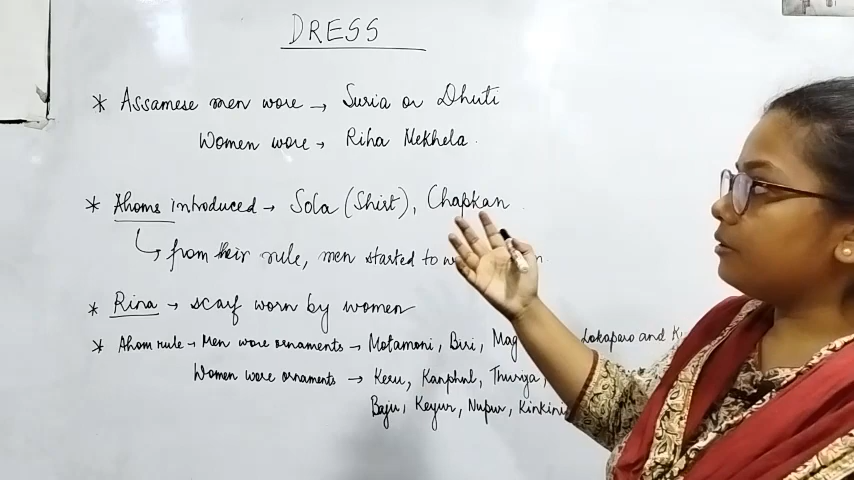 DRESS
* Assamese men wore → Suria or Dhuti
Women wore → Riha Mekhela.
* Ahoms introduced → Sola (Shirt), Chapkan.
from their rule, men started to
* Rina → scarf worn by women
* Ahom rule - Men wore ornaments → Motamoni, Biri, Lokaparo and
Women wore ornaments → Keru, Kanphul, Thuriya,
Baju, Keyur, Nupur, Kinkini